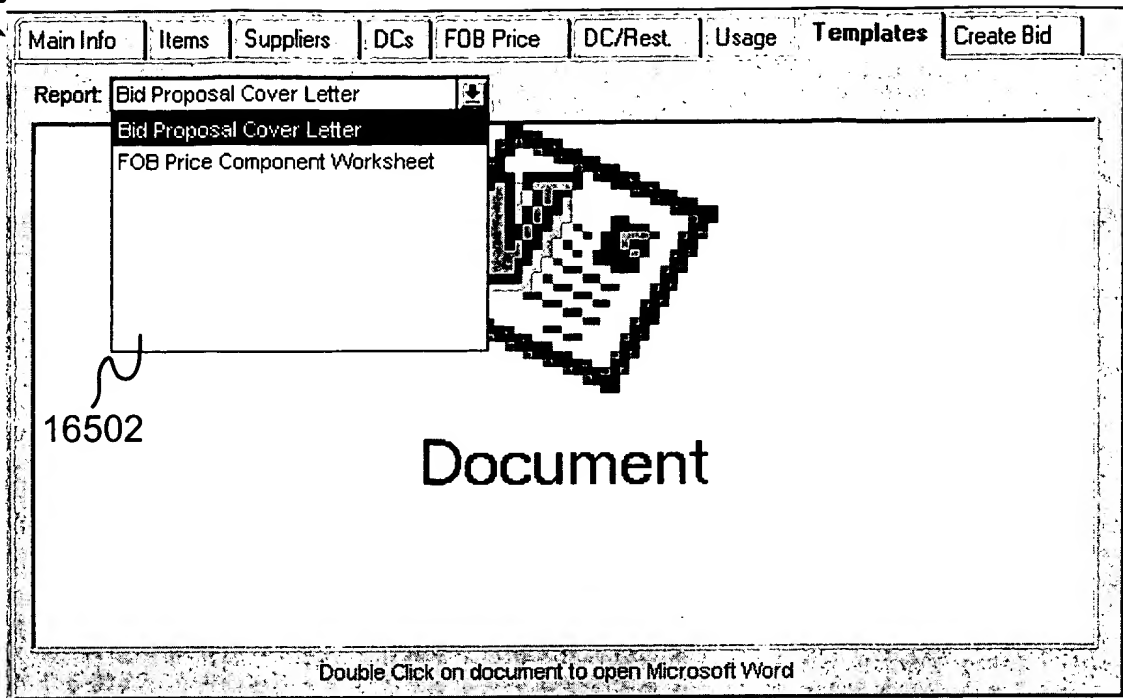 Main Info Items Suppliers DCs FOB Price DC/Rest. Usage Templates Create Bid
Report: Bid Proposal Cover Letter
Bid Proposal Cover Letter
FOB Price Component Worksheet
16502
Document
Double Click on document to open Microsoft Word